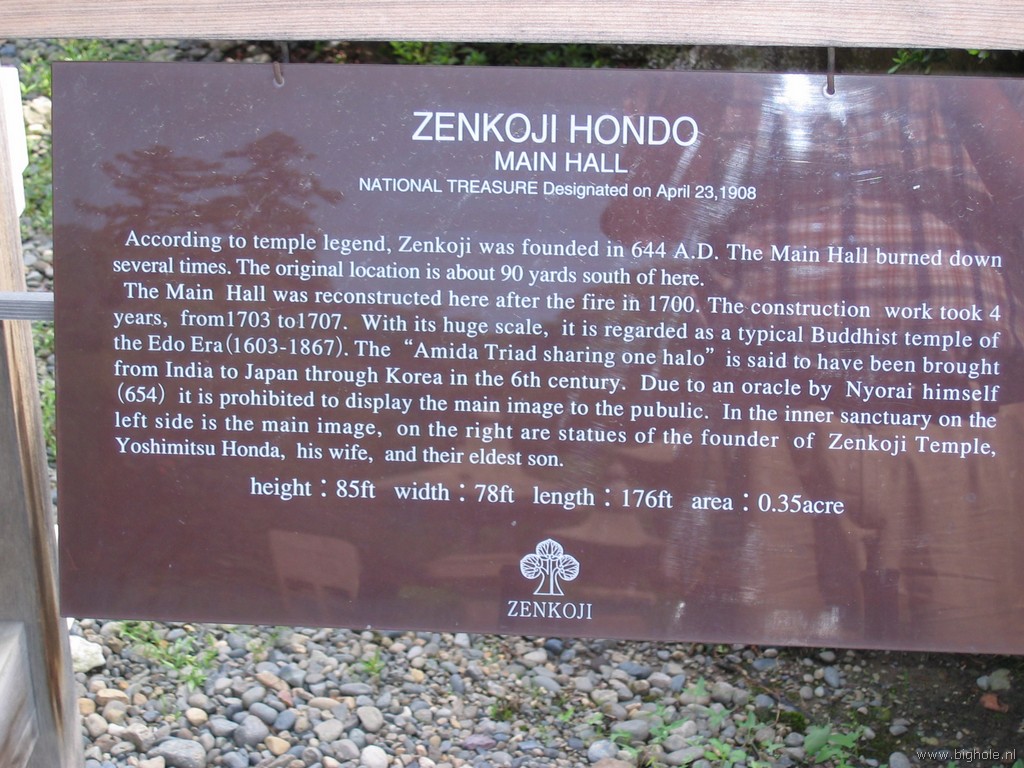 ZENKOJI HONDO
MAIN HALL
NATIONAL TREASURE Designated on April 23,1908
According to temple legend, Zenkoji was founded in 644 A.D. The Main Hall burned down
several times. The original location is about 90 yards south of here.
The Main Hall was reconstructed here after the fire in 1700. The construction work took 4
years, from1703 to1707. With its huge scale, it is regarded as a typical Buddhist temple of
the Edo Era(1603-1867). The “Amida Triad sharing one halo” is said to have been brought
from India to Japan through Korea in the 6th century. Due to an oracle by Nyorai himself
(654) it is prohibited to display the main image to the pubulic. In the inner sanctuary on the
left side is the main image, on the right are statues of the founder of Zenkoji Temple,
Yoshimitsu Honda, his wife, and their eldest son.
height : 85ft width : 78ft length : 176ft area : 0.35acre
ZENKOJI
www.bighole.nl